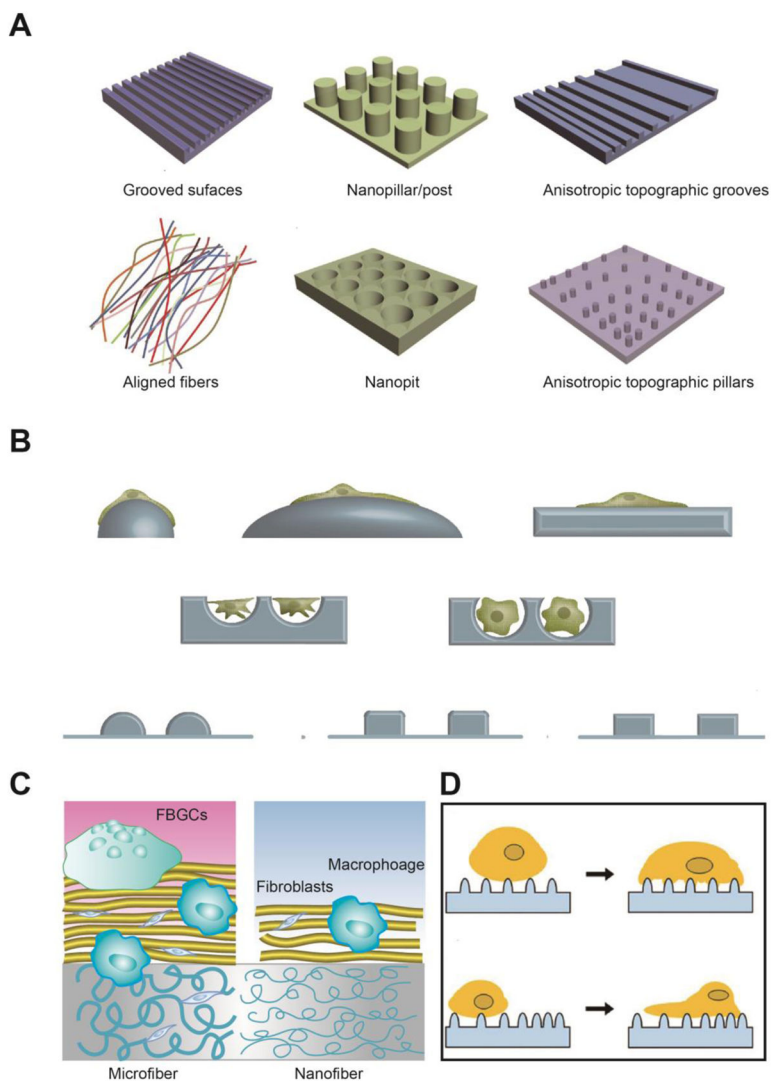 A
Grooved sufaces
Nanopillar/post
Anisotropic topographic grooves
Aligned fibers
Nanopit
Anisotropic topographic pillars
B
C
D
FBGCs
Macrophoage
Fibroblasts
Microfiber
Nanofiber